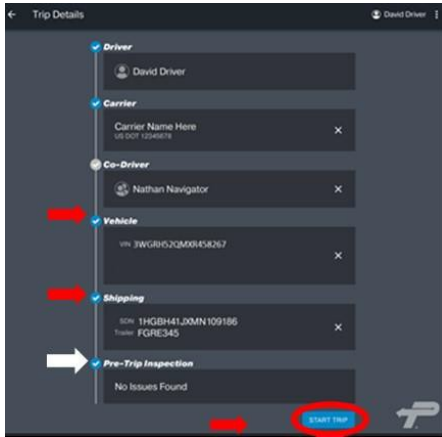 Trip Details
David Driver
Driver
David Driver
Carrier
Carrier Name Here
US DOT 12345678
Co-Driver
Nathan Navigator
Vehicle
VIN 3WGRH52QMXR458267
Shipping
SDN 1HGBH41JXMN109186
Trailer FGRE345
Pre-Trip Inspection
No Issues Found
START TRIP